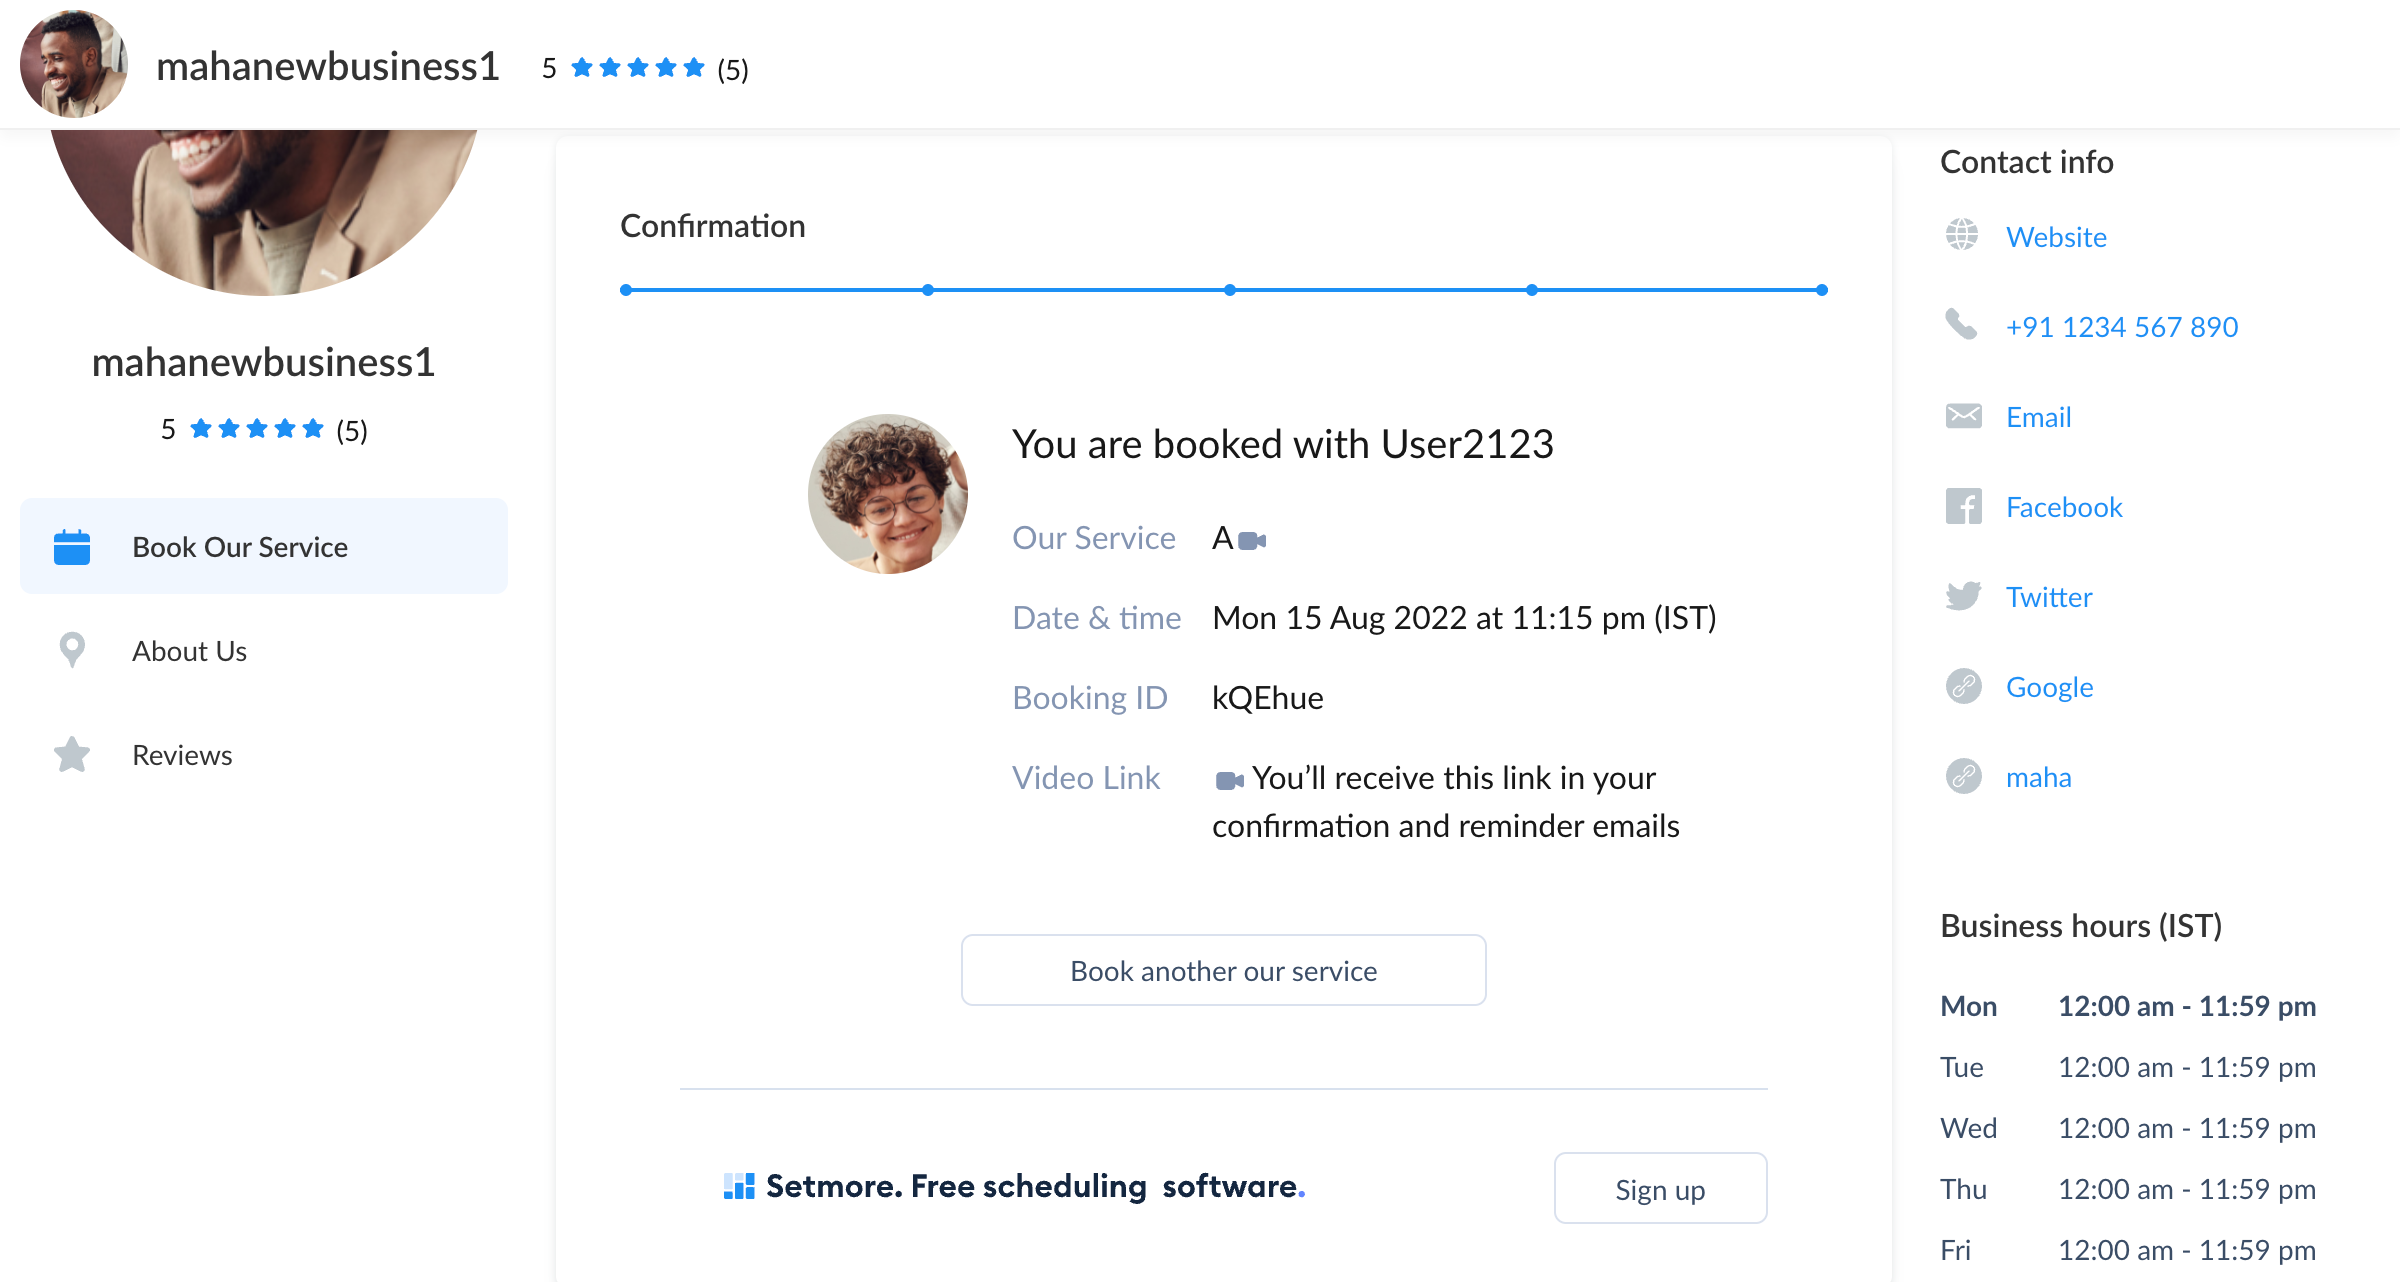 mahanewbusiness1 5 (5)
mahanewbusiness1
5 (5)
Book Our Service
About Us
Reviews
Confirmation
You are booked with User2123
Our Service A
Date & time Mon 15 Aug 2022 at 11:15 pm (IST)
Booking ID kQEhue
Video Link You’ll receive this link in your
confirmation and reminder emails
Book another our service
Setmore. Free scheduling software.
Sign up
Contact info
Website
+91 1234 567 890
Email
Facebook
Twitter
Google
maha
Business hours (IST)
Mon 12:00 am - 11:59 pm
Tue 12:00 am - 11:59 pm
Wed 12:00 am - 11:59 pm
Thu 12:00 am - 11:59 pm
Fri 12:00 am - 11:59 pm